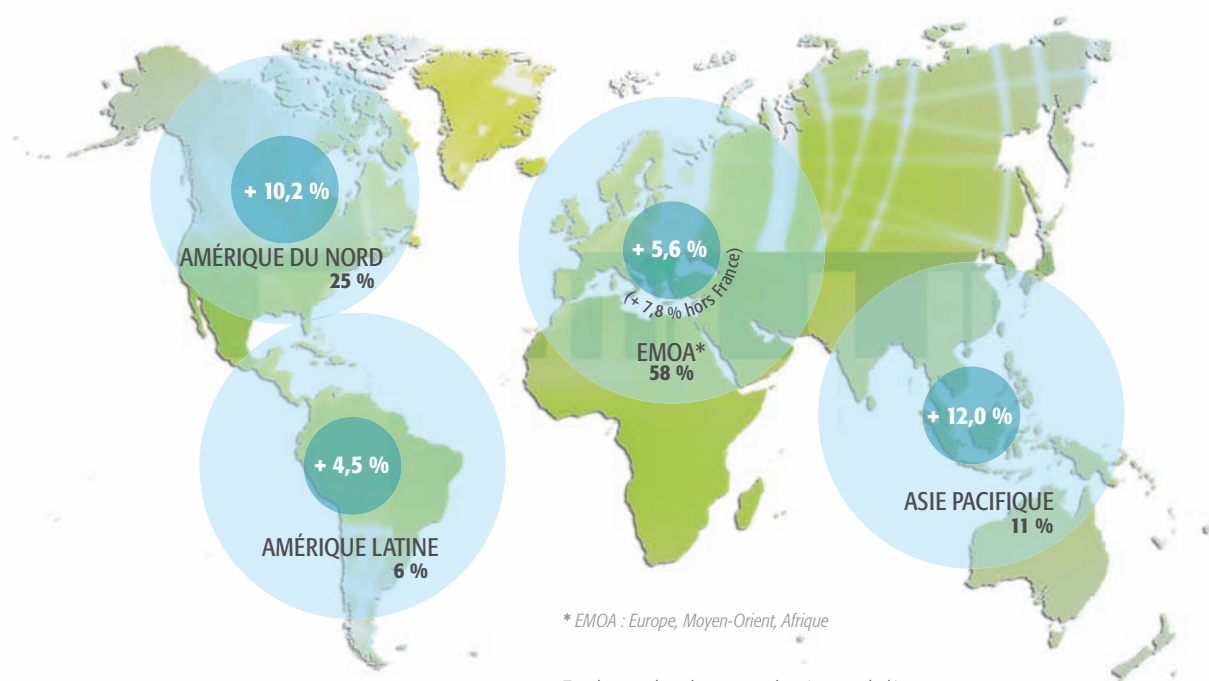 + 10,2 %
AMÉRIQUE DU NORD
25 %
+ 5,6 %
(+ 7,8 % hors France)
EMOA*
58 %
+ 12,0 %
ASIE PACIFIQUE
11 %
+ 4,5 %
AMÉRIQUE LATINE
6 %
* EMOA : Europe, Moyen-Orient, Afrique